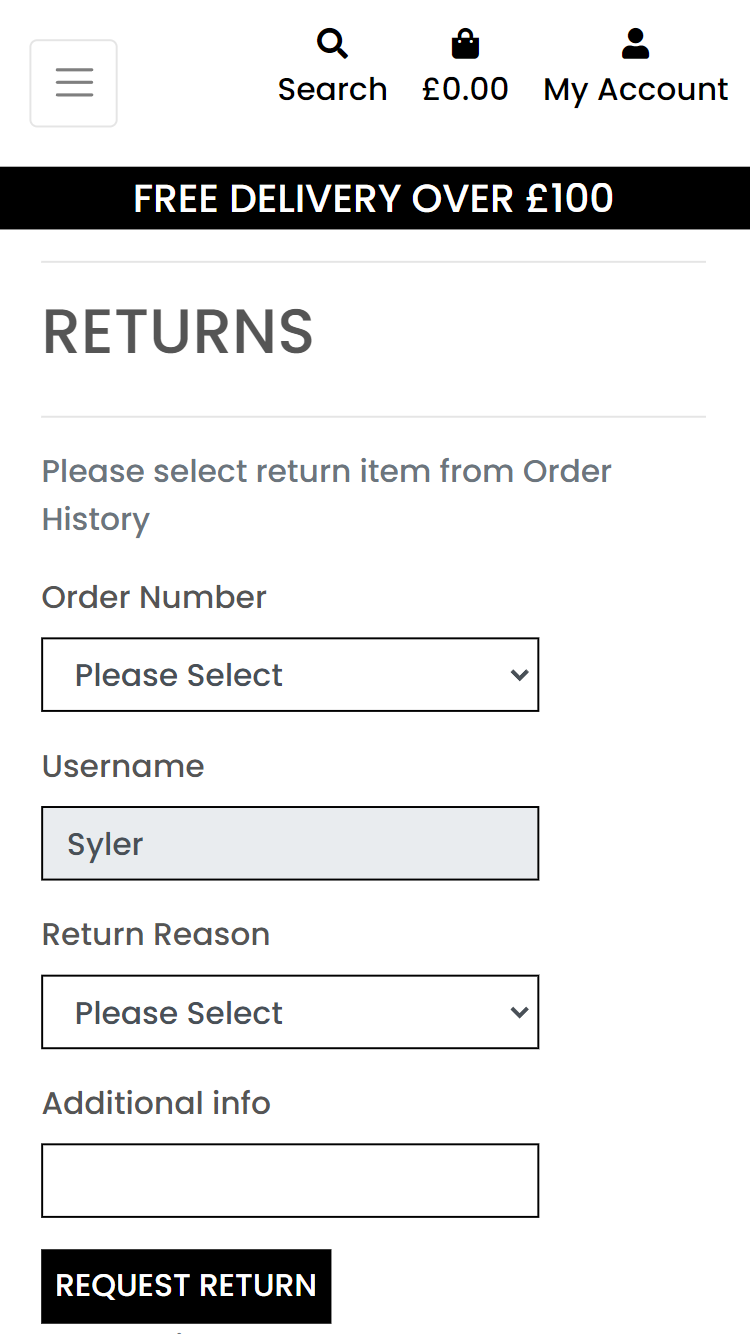 Search
£0.00
My Account
FREE DELIVERY OVER £100
RETURNS
Please select return item from Order
History
Order Number
Please Select
Username
Syler
Return Reason
Please Select
Additional info
REQUEST RETURN